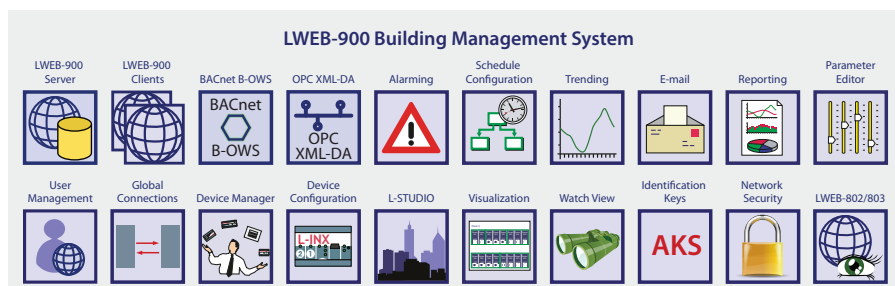 LWEB-900 Building Management System
LWEB-900
Server
LWEB-900
Clients
BACnet B-OWS
OPC XML-DA
Alarming
Schedule
Configuration
Trending
E-mail
Reporting
Parameter
Editor
BACnet
B-OWS
OPC
XML-DA
User
Management
Global
Connections
Device Manager
Device
Configuration
L-STUDIO
Visualization
Watch View
Identification
Keys
Network
Security
LWEB-802/803
L-INX
2 1
AKS